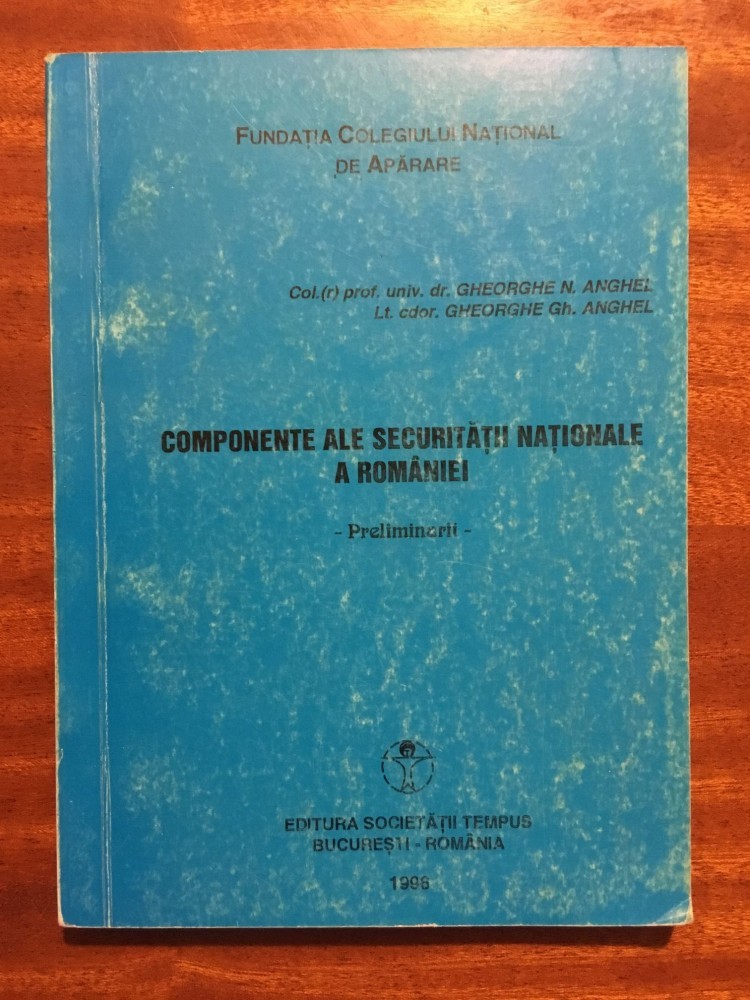 FUNDAȚIA COLEGIULUI NAȚIONAL
DE APĂRARE
Col.(r) prof. univ. dr. GHEORGHE N. ANGHEL
Lt. cdor. GHEORGHE Gh. ANGHEL
COMPONENTE ALE SECURITĂȚII NAȚIONALE
A ROMÂNIEI
- Preliminarii -
EDITURA SOCIETĂȚII TEMPUS
BUCUREȘTI - ROMÂNIA
1996